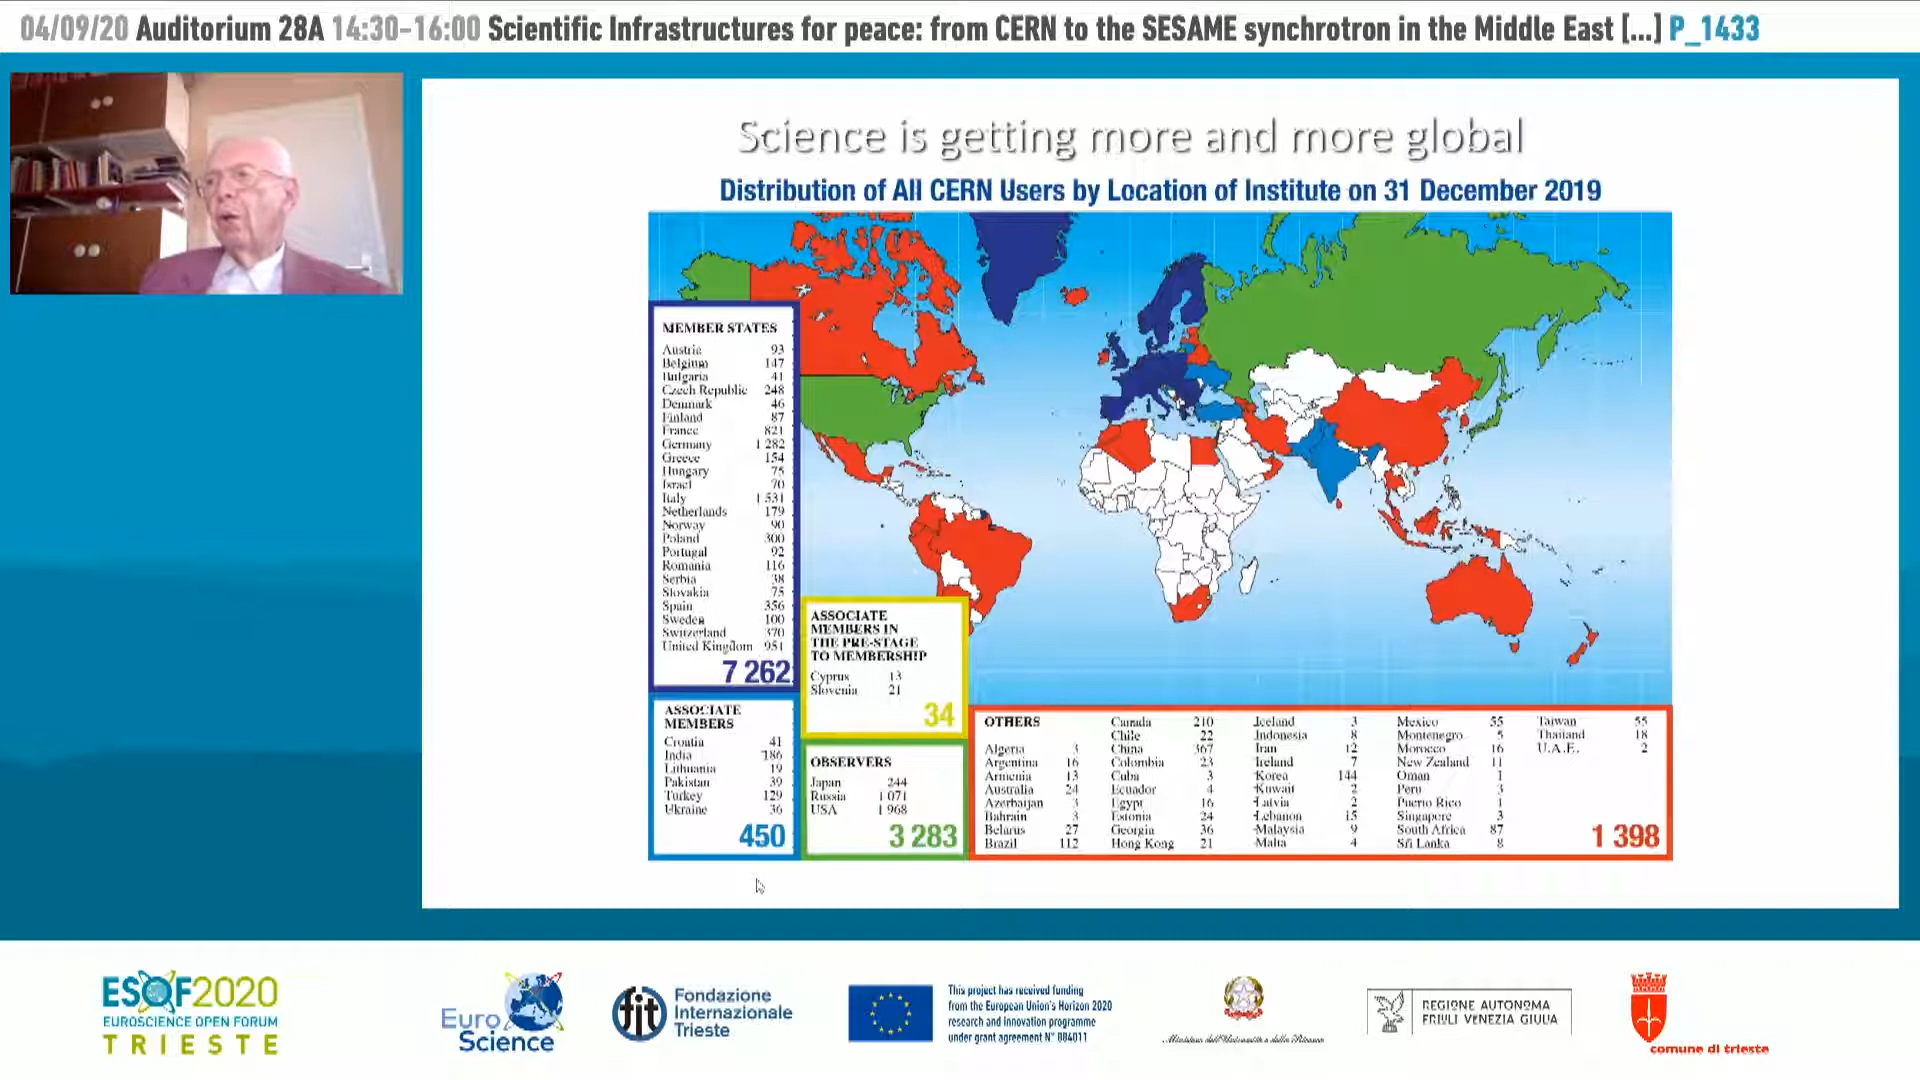 04/09/20 Auditorium 28A 14:30-16:00 Scientific Infrastructures for peace: from CERN to the SESAME synchrotron in the Middle East [...] P_1433
Science is getting more and more global
Distribution of All CERN Users by Location of Institute on 31 December 2019
MEMBER STATES
Austria 93
Belgium 147
Bulgaria 41
Czech Republic 248
Denmark 46
Finland 87
France 821
Germany 1 282
Greece 154
Hungary 75
Israel 70
Italy 1 531
Netherlands 179
Norway 90
Poland 300
Portugal 92
Romania 116
Serbia 38
Slovakia 75
Spain 356
Sweden 100
Switzerland 370
United Kingdom 951
7 262
ASSOCIATE
MEMBERS
Croatia 41
India 186
Lithuania 19
Pakistan 39
Turkey 129
Ukraine 36
450
ASSOCIATE
MEMBERS IN
THE PRE-STAGE
TO MEMBERSHIP
Cyprus 13
Slovenia 21
34
OBSERVERS
Japan 244
Russia 1 071
USA 1 968
3 283
OTHERS
Algeria 3
Argentina 16
Armenia 13
Australia 24
Azerbaijan 3
Bahrain 3
Belarus 27
Brazil 112
Canada 210
Chile 22
China 367
Colombia 23
Cuba 3
Ecuador 4
Egypt 16
Estonia 24
Georgia 36
Hong Kong 21
Iceland 3
Indonesia 8
Iran 12
Ireland 7
Korea 144
Kuwait 2
Latvia 2
Lebanon 15
Malaysia 9
Malta 4
Mexico 55
Montenegro 5
Morocco 16
New Zealand 11
Oman 1
Peru 3
Puerto Rico 1
Singapore 3
South Africa 87
Sri Lanka 8
Taiwan 55
Thailand 18
U.A.E. 2
1 398
ESOF2020
EUROSCIENCE OPEN FORUM
TRIESTE
Euro
Science
fit
Fondazione
Internazionale
Trieste
This project has received funding
from the European Union's Horizon 2020
research and innovation programme
under grant agreement N° 884011
Ministero dell'Università e della Ricerca
REGIONE AUTONOMA
FRIULI VENEZIA GIULIA
comune di trieste